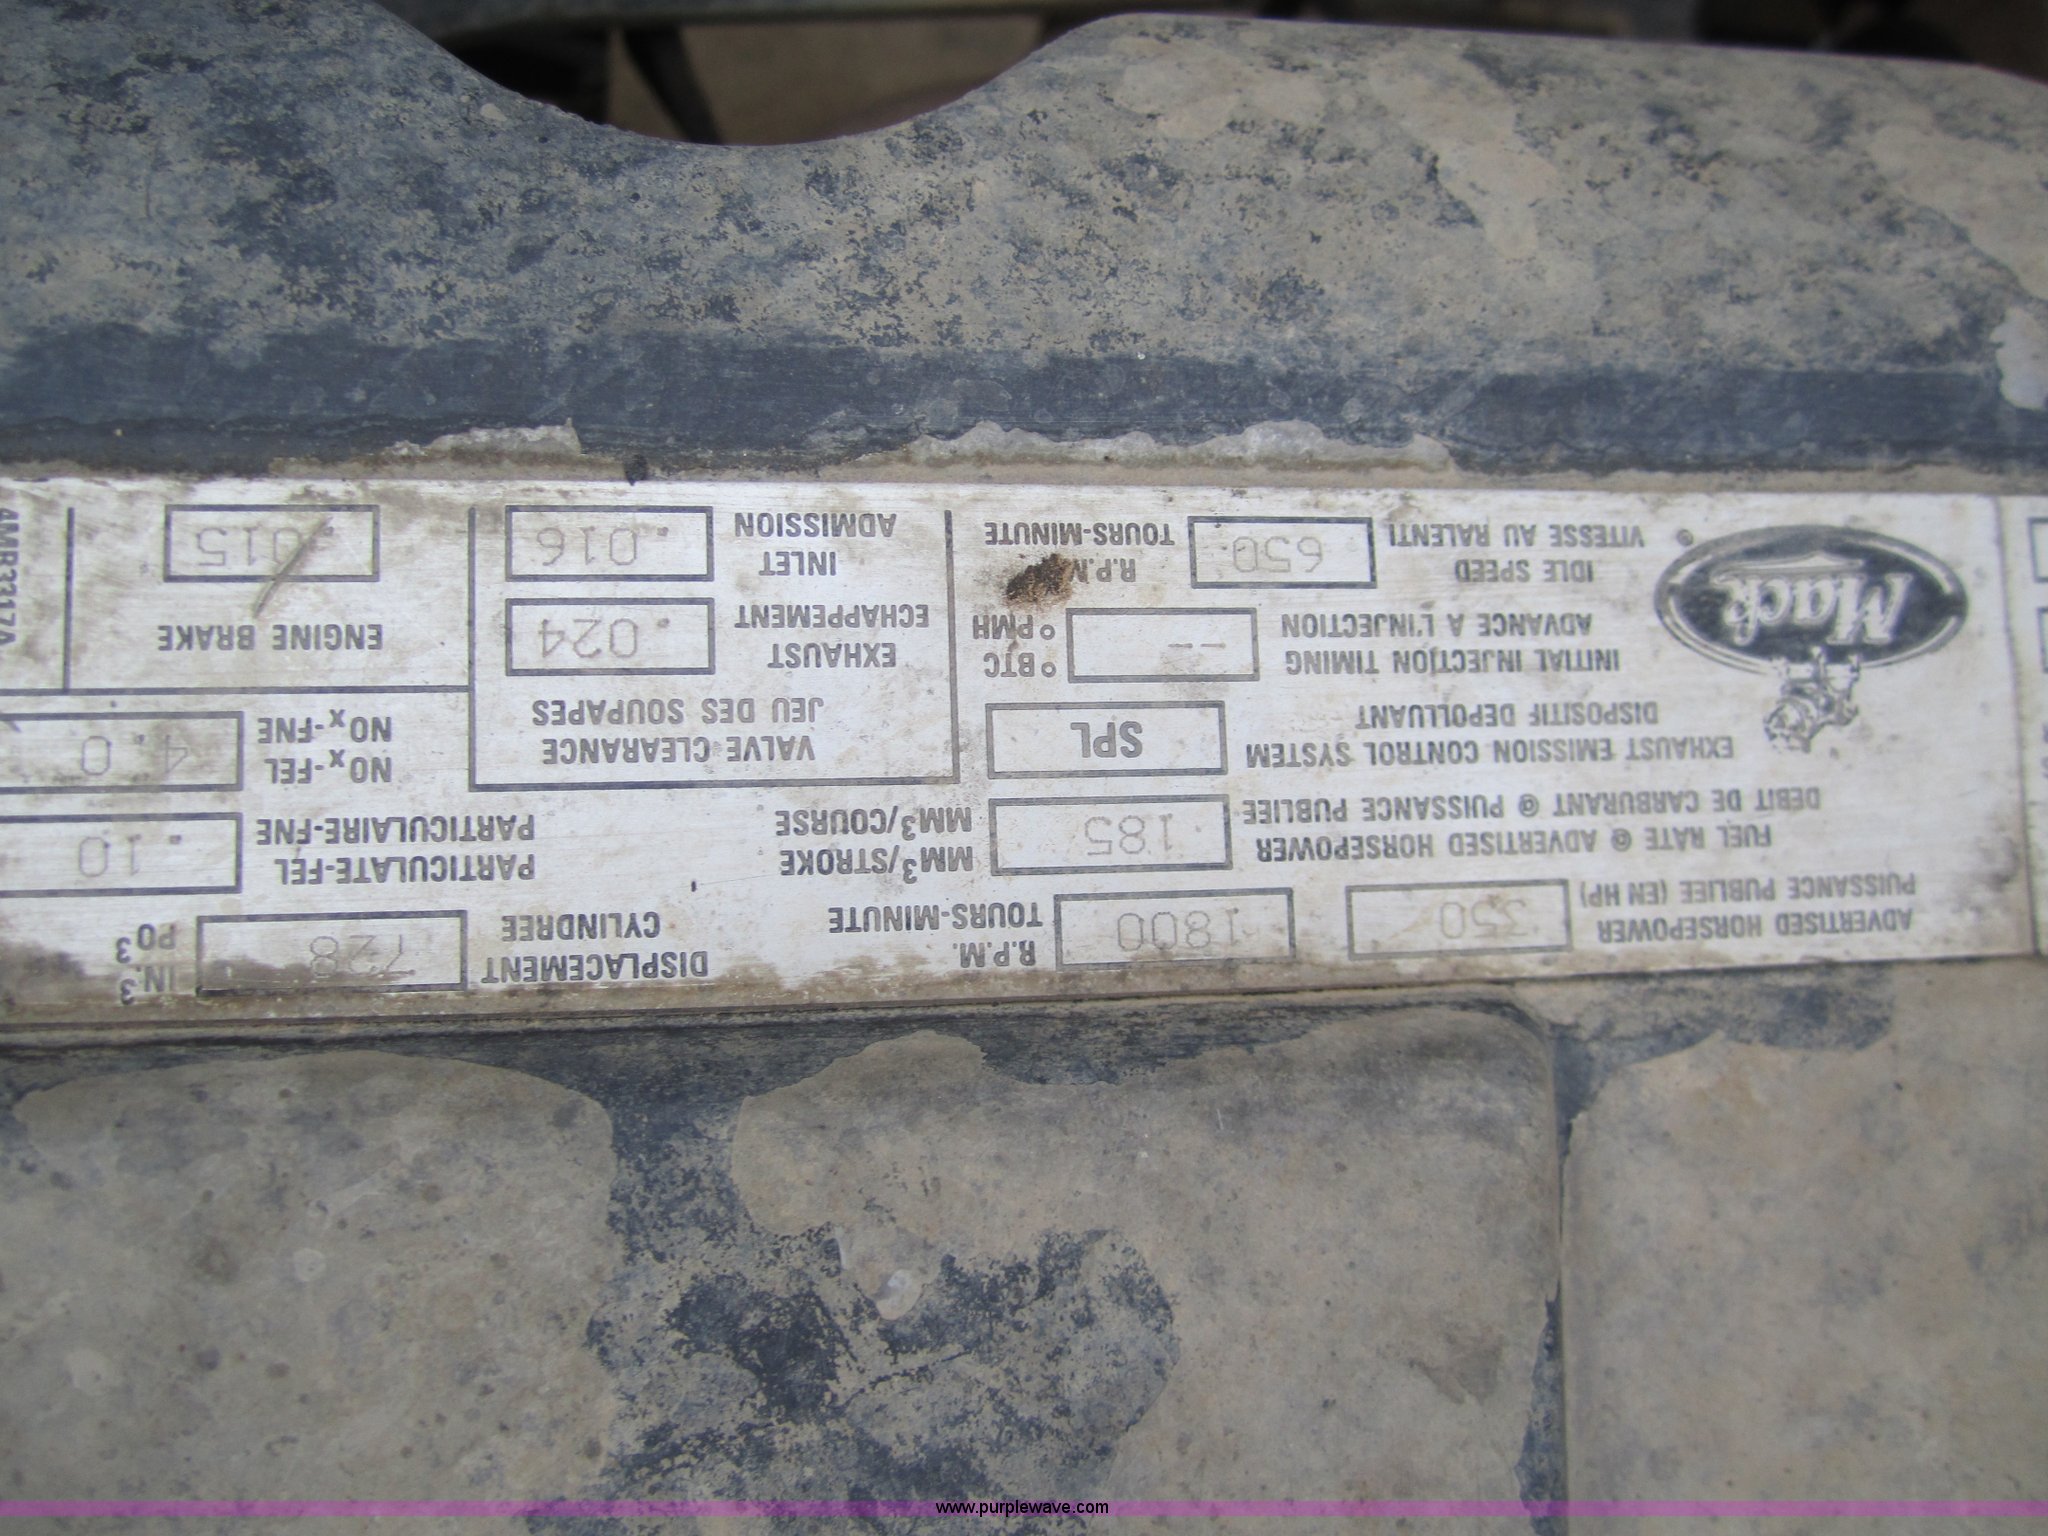 Mack
ADVERTISED HORSEPOWER
PUISSANCE PUBLIEE (EN HP)
350
1800
R.P.M.
TOURS-MINUTE
DISPLACEMENT
CYLINDREE
728
IN.3
PO3
FUEL RATE @ ADVERTISED HORSEPOWER
DEBIT DE CARBURANT @ PUISSANCE PUBLIEE
185
MM3/STROKE
MM3/COURSE
PARTICULATE-FEL
PARTICULAIRE-FNE
.10
EXHAUST EMISSION CONTROL SYSTEM
DISPOSITIF DEPOLLUANT
SPL
VALVE CLEARANCE
JEU DES SOUPAPES
NOx-FEL
NOx-FNE
4.0
INITIAL INJECTION TIMING
ADVANCE A L'INJECTION
--
°BTC
°PMH
EXHAUST
ECHAPPEMENT
.024
ENGINE BRAKE
.015
IDLE SPEED
VITESSE AU RALENTI
650
R.P.M.
TOURS-MINUTE
INLET
ADMISSION
.016
4MR3317A
www.purplewave.com